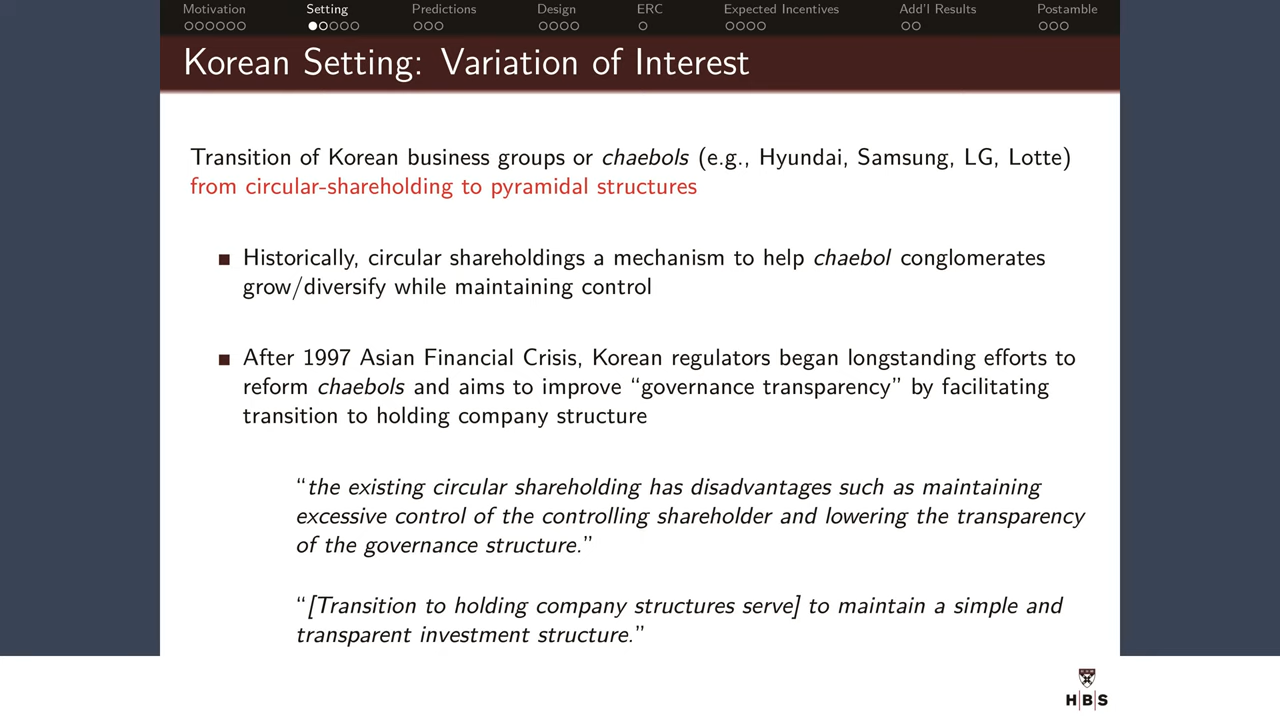 Motivation Setting Predictions Design ERC Expected Incentives Add'l Results Postamble
Korean Setting: Variation of Interest
Transition of Korean business groups or chaebols (e.g., Hyundai, Samsung, LG, Lotte)
from circular-shareholding to pyramidal structures
Historically, circular shareholdings a mechanism to help chaebol conglomerates
grow/diversify while maintaining control
After 1997 Asian Financial Crisis, Korean regulators began longstanding efforts to
reform chaebols and aims to improve “governance transparency” by facilitating
transition to holding company structure
“the existing circular shareholding has disadvantages such as maintaining
excessive control of the controlling shareholder and lowering the transparency
of the governance structure.”
“[Transition to holding company structures serve] to maintain a simple and
transparent investment structure.”
H|B|S